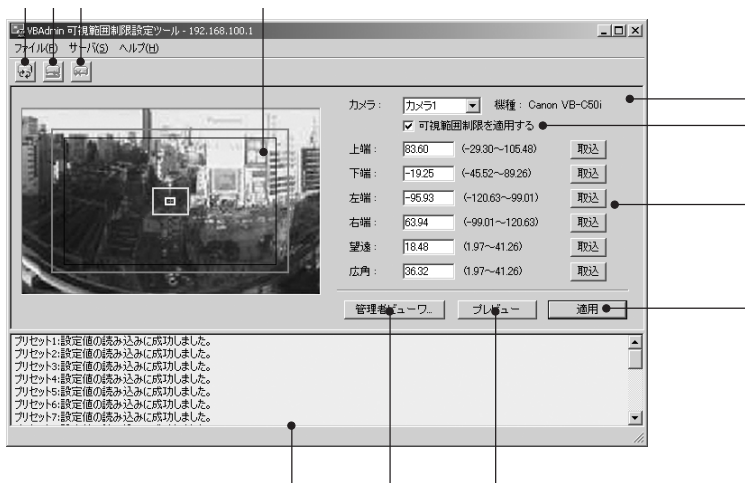 VBAdmin 可視範囲制限設定ツール - 192.168.100.1
ファイル(F) サーバ(S) ヘルプ(H)
カメラ： カメラ1 機種： Canon VB-C50i
可視範囲制限を適用する
上端： 83.60 (-29.30～105.48) 取込
下端： -19.25 (-45.52～89.26) 取込
左端： -95.93 (-120.63～99.01) 取込
右端： 63.94 (-99.01～120.63) 取込
望遠： 18.48 (1.97～41.26) 取込
広角： 36.32 (1.97～41.26) 取込
管理者ビューワ... プレビュー 適用
プリセット1:設定値の読み込みに成功しました。
プリセット2:設定値の読み込みに成功しました。
プリセット3:設定値の読み込みに成功しました。
プリセット4:設定値の読み込みに成功しました。
プリセット5:設定値の読み込みに成功しました。
プリセット6:設定値の読み込みに成功しました。
プリセット7:設定値の読み込みに成功しました。